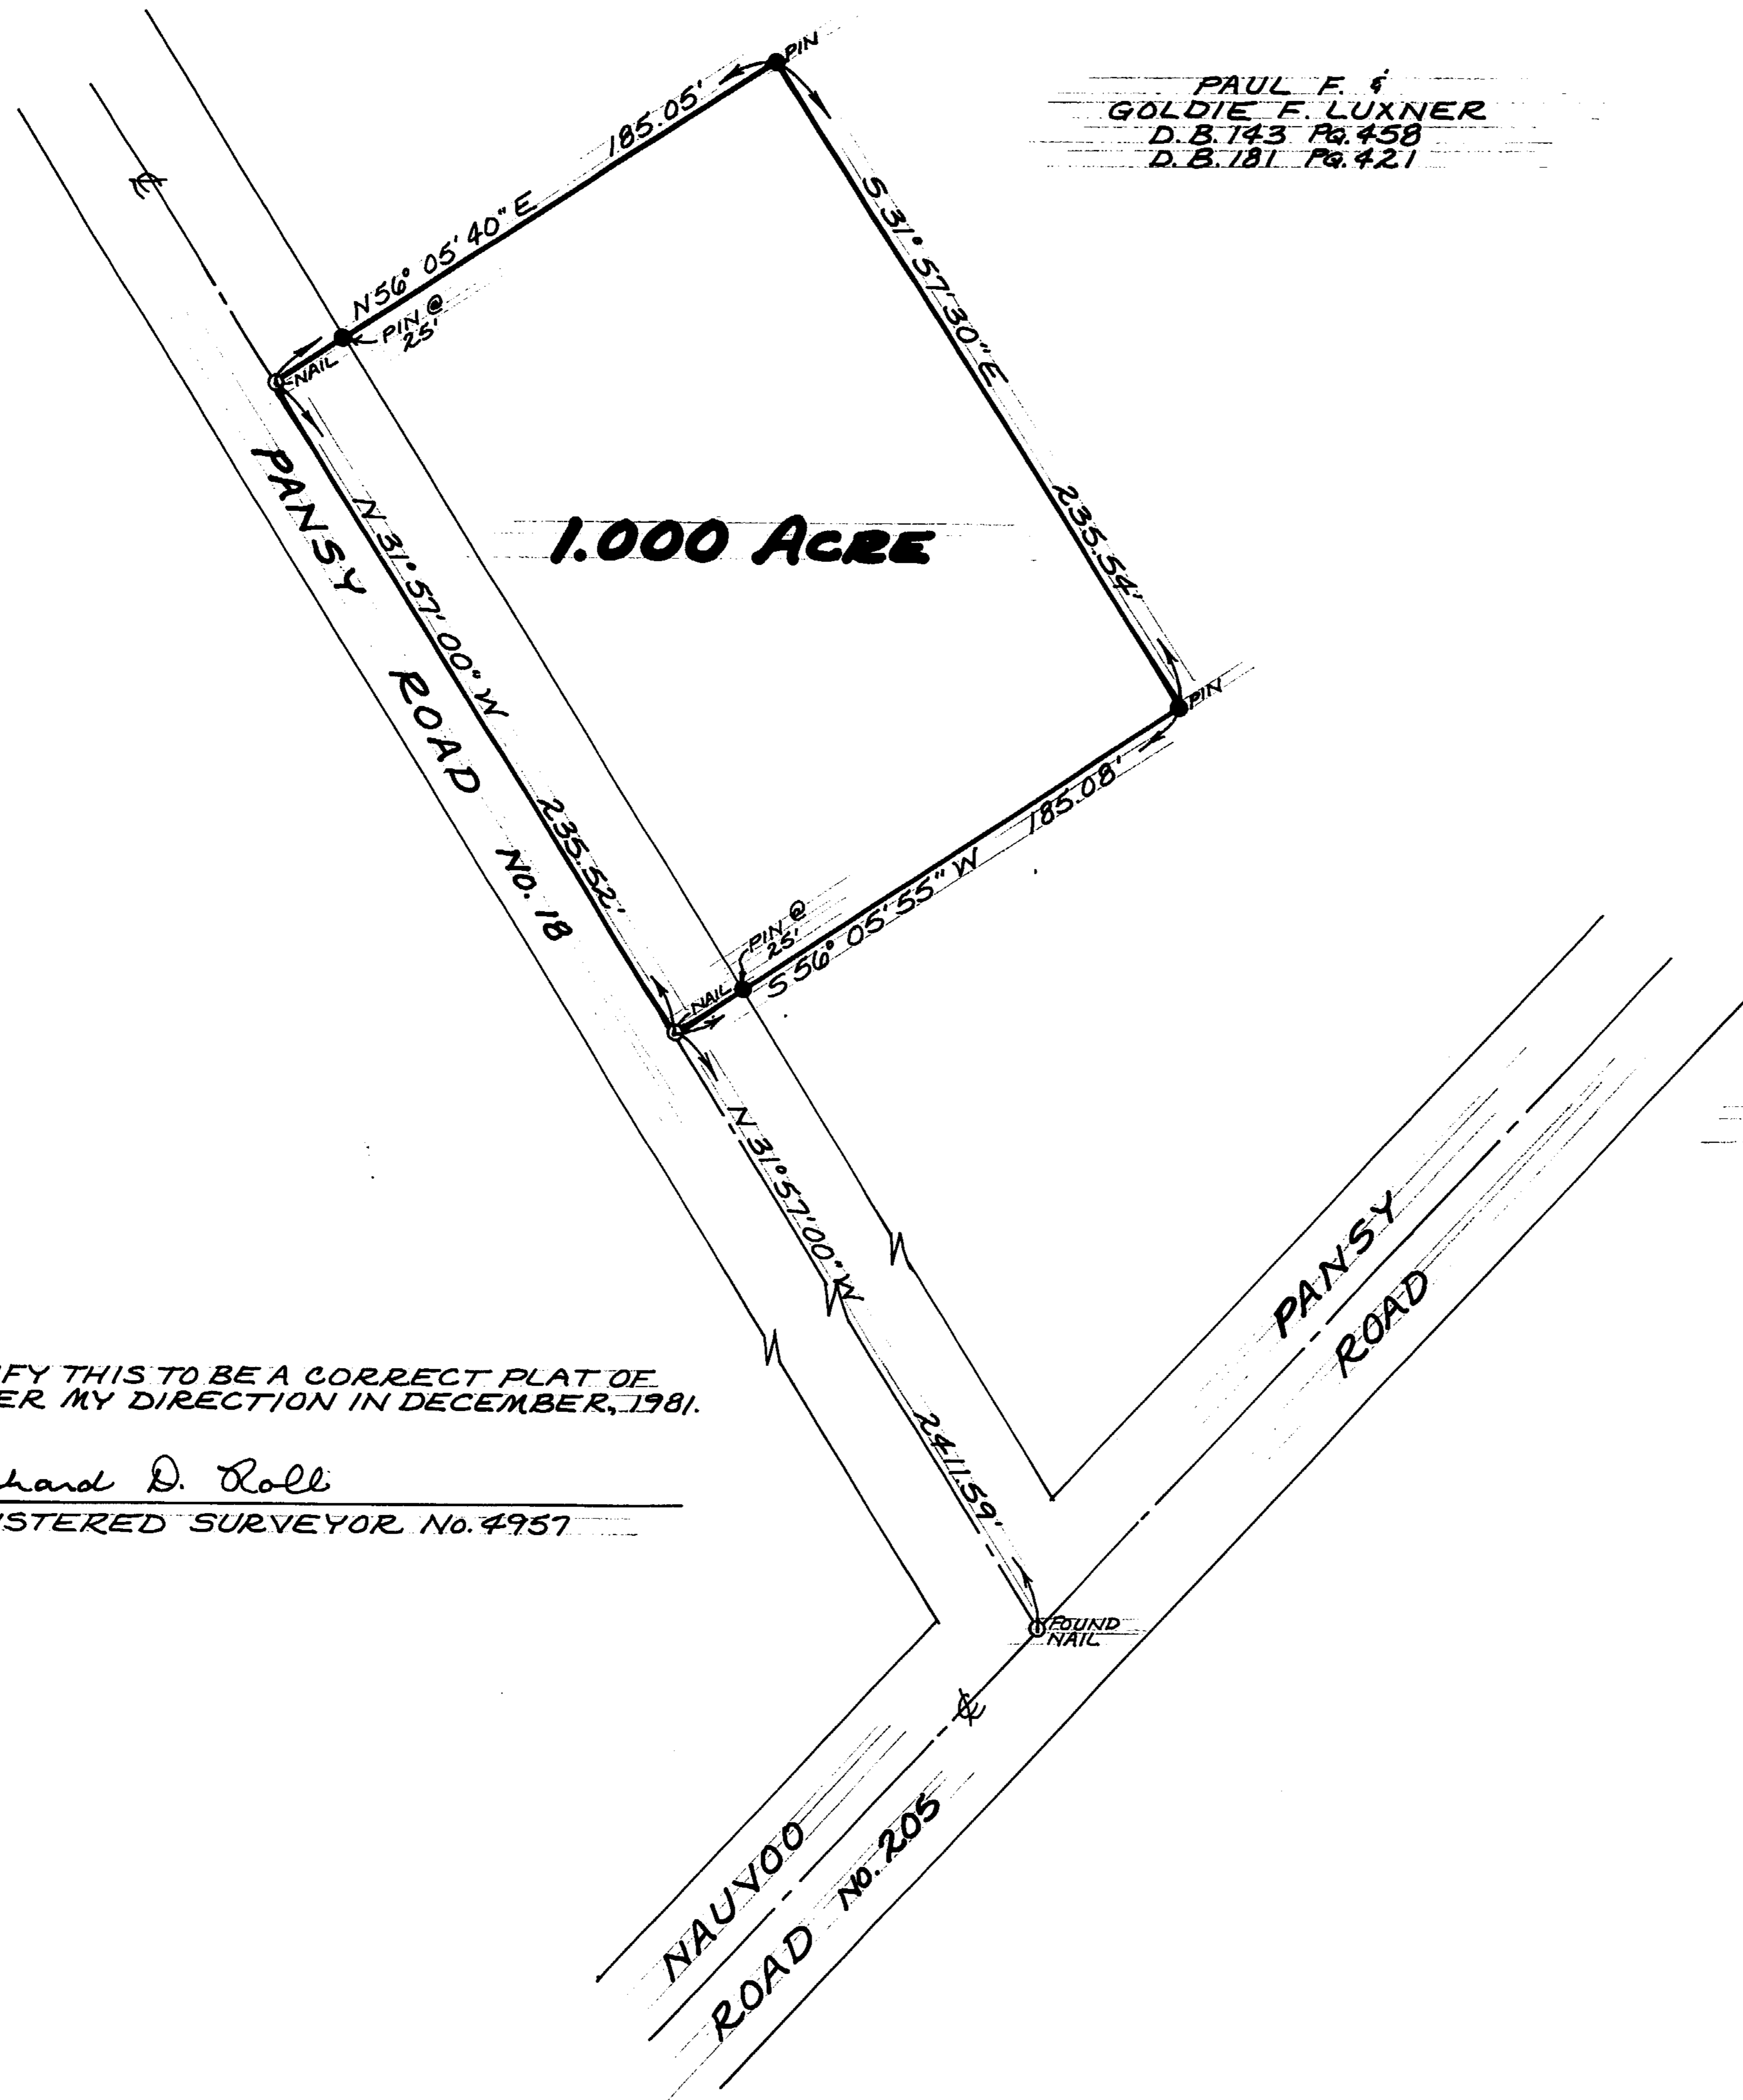 PIN
PAUL F. &
GOLDIE F. LUXNER
D.B. 143 PG. 458
D.B. 181 PG. 421
185.05'
N 56° 05' 40" E
PIN @
25'
NAIL
S 31° 57' 30" E
235.54'
1.000 ACRE
PANSY ROAD No. 18
N 31° 57' 00" W
235.52'
PIN
185.08'
S 56° 05' 55" W
PIN @
25'
NAIL
N 31° 57' 00" W
2411.59'
PANSY
ROAD
FY THIS TO BE A CORRECT PLAT OF
ER MY DIRECTION IN DECEMBER, 1981.
hard D. Roll
STERED SURVEYOR No. 4957
FOUND
NAIL
NAUVOO
ROAD No. 205